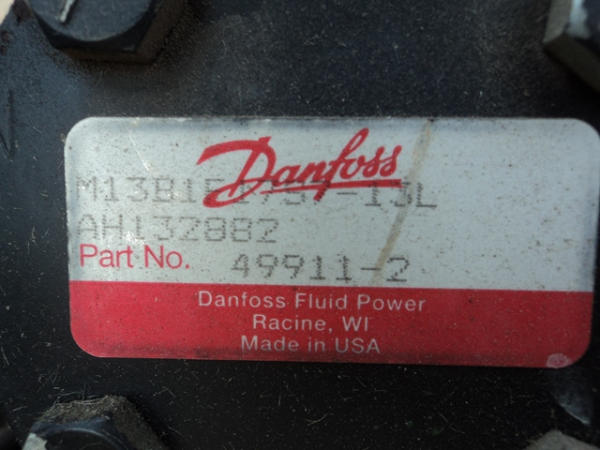 Danfoss
AH132882
Part No. 49911-2
Danfoss Fluid Power
Racine, WI
Made in USA